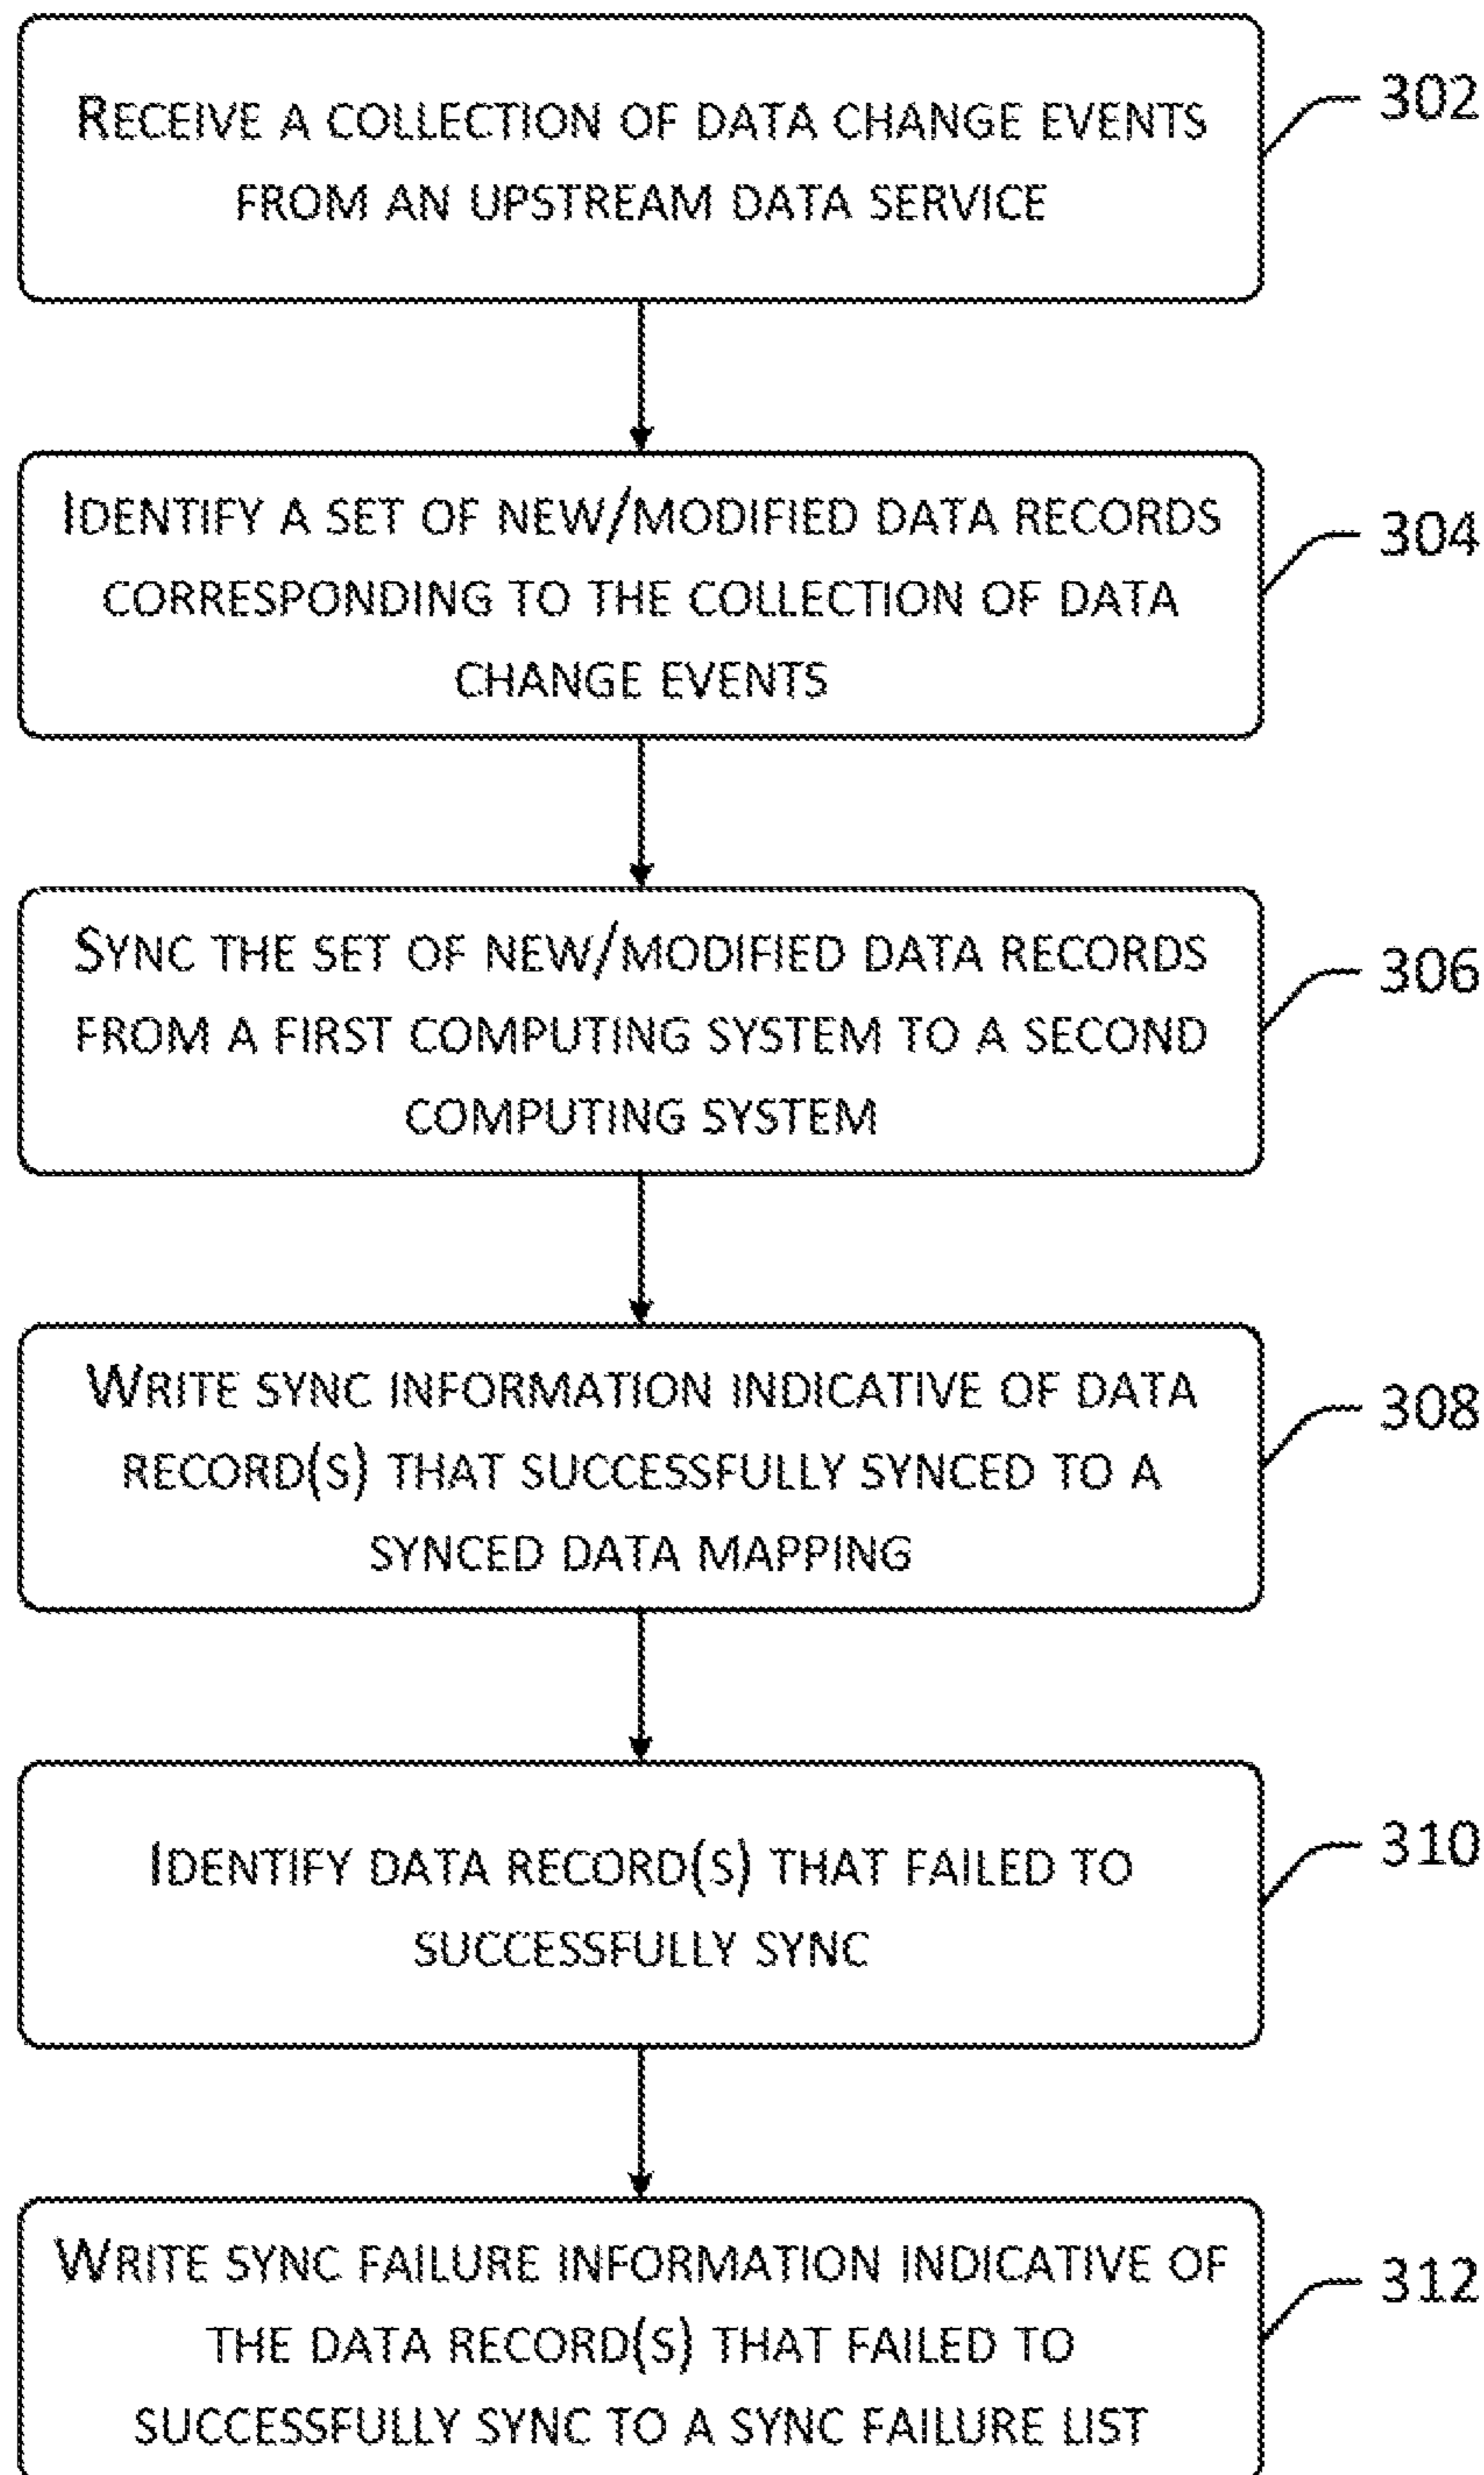 RECEIVE A COLLECTION OF DATA CHANGE EVENTS
FROM AN UPSTREAM DATA SERVICE
302
IDENTIFY A SET OF NEW/MODIFIED DATA RECORDS
CORRESPONDING TO THE COLLECTION OF DATA
CHANGE EVENTS
304
SYNC THE SET OF NEW/MODIFIED DATA RECORDS
FROM A FIRST COMPUTING SYSTEM TO A SECOND
COMPUTING SYSTEM
306
WRITE SYNC INFORMATION INDICATIVE OF DATA
RECORD(S) THAT SUCCESSFULLY SYNCED TO A
SYNCED DATA MAPPING
308
IDENTIFY DATA RECORD(S) THAT FAILED TO
SUCCESSFULLY SYNC
310
WRITE SYNC FAILURE INFORMATION INDICATIVE OF
THE DATA RECORD(S) THAT FAILED TO
SUCCESSFULLY SYNC TO A SYNC FAILURE LIST
312